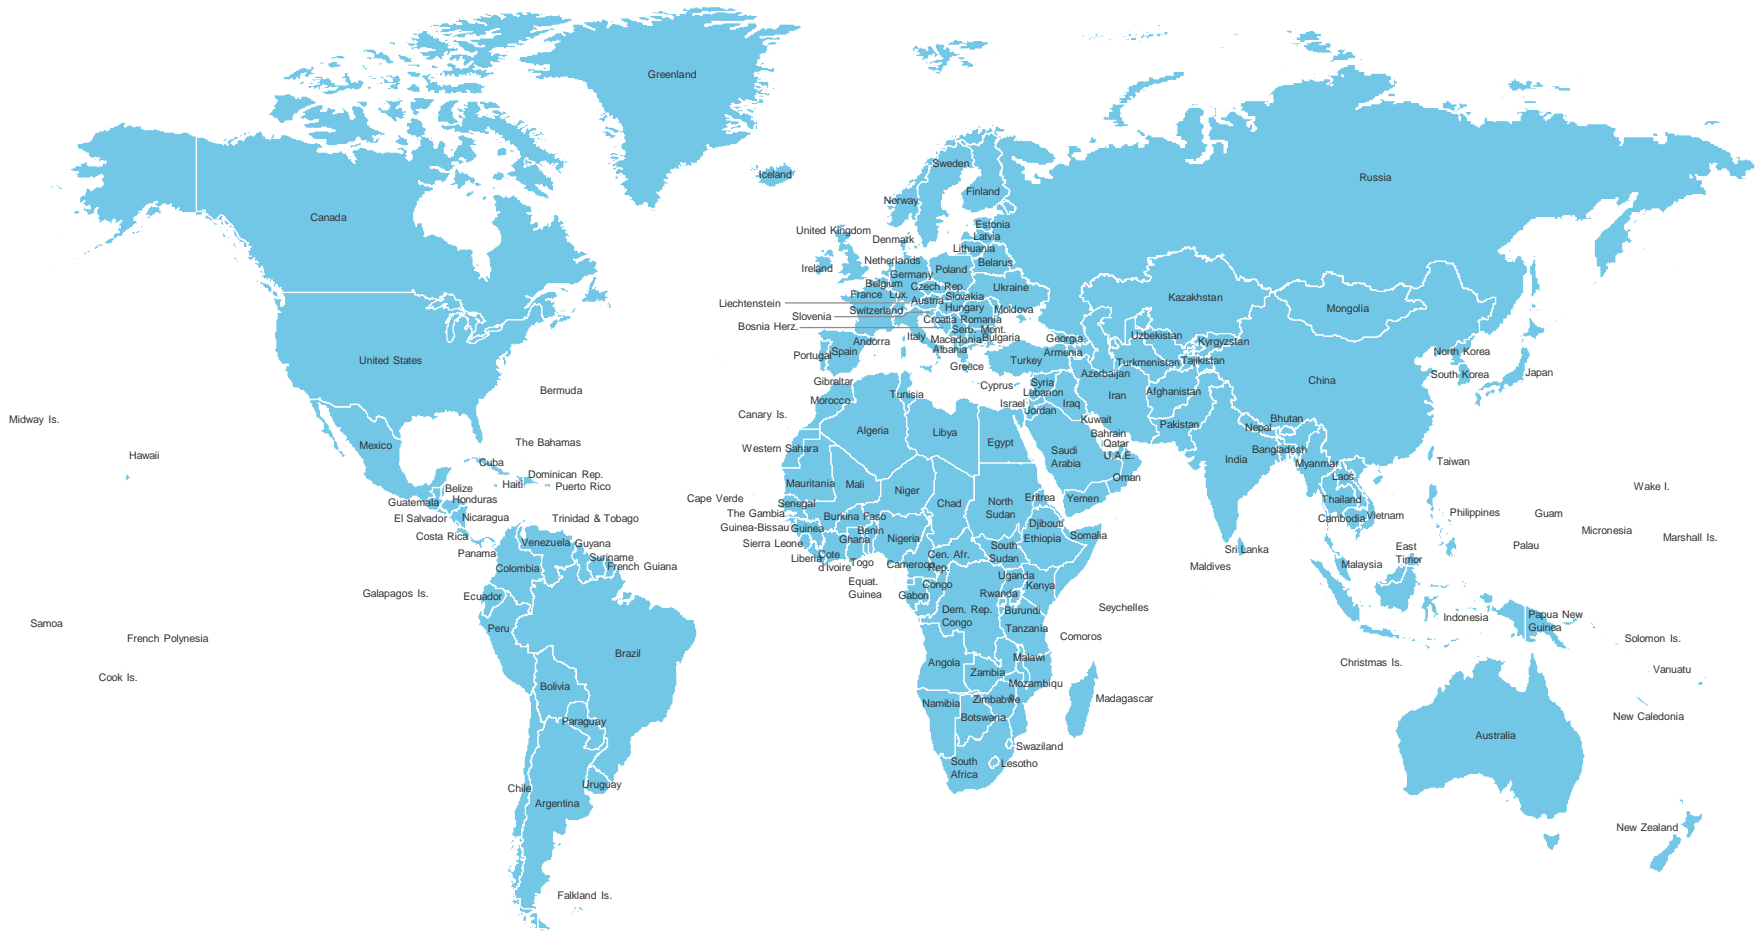 Greenland
Iceland
Sweden
Finland
Norway
Russia
Canada
Estonia
United Kingdom
Denmark
Latvia
Lithuania
Netherlands
Belarus
Ireland
Germany
Poland
Belgium
Czech Rep.
Ukraine
France
Lux.
Slovakia
Austria
Kazakhstan
Liechtenstein
Switzerland
Hungary
Moldova
Mongolia
Slovenia
Croatia
Romania
Bosnia Herz.
Serb. Mont.
Italy
Macedonia
Bulgaria
Georgia
Uzbekistan
Kyrgyzstan
Andorra
Albania
Armenia
North Korea
Portugal
Spain
United States
Turkey
Turkmenistan
Tajikistan
Greece
Azerbaijan
South Korea
Japan
China
Gibraltar
Cyprus
Syria
Bermuda
Tunisia
Lebanon
Iran
Afghanistan
Morocco
Israel
Iraq
Jordan
Canary Is.
Midway Is.
Kuwait
Pakistan
Bhutan
Nepal
Algeria
Libya
Bahrain
Mexico
The Bahamas
Egypt
Qatar
Western Sahara
Saudi
Arabia
U.A.E.
Bangladesh
Hawaii
India
Myanmar
Taiwan
Cuba
Dominican Rep.
Haiti
Puerto Rico
Oman
Laos
Belize
Mauritania
Mali
Niger
Wake I.
Honduras
Guatemala
Cape Verde
Senegal
Chad
North
Sudan
Eritrea
Yemen
Thailand
El Salvador
Nicaragua
Trinidad & Tobago
The Gambia
Burkina Faso
Djibouti
Cambodia
Vietnam
Philippines
Guam
Guinea-Bissau
Guinea
Benin
Costa Rica
Ghana
Nigeria
Ethiopia
Somalia
Micronesia
Marshall Is.
Venezuela
Guyana
Sierra Leone
South
Sudan
Sri Lanka
East
Timor
Palau
Panama
Suriname
Liberia
Cote
d'Ivoire
Togo
Cameroon
Cen. Afr.
Rep.
Colombia
French Guiana
Maldives
Malaysia
Equat.
Guinea
Uganda
Congo
Kenya
Galapagos Is.
Ecuador
Gabon
Rwanda
Dem. Rep.
Congo
Burundi
Seychelles
Samoa
Peru
Tanzania
Indonesia
Papua New
Guinea
French Polynesia
Comoros
Solomon Is.
Brazil
Angola
Malawi
Christmas Is.
Cook Is.
Zambia
Vanuatu
Bolivia
Mozambiqu
e
Namibia
Zimbabwe
Madagascar
Paraguay
Botswana
New Caledonia
Australia
Swaziland
South
Africa
Lesotho
Chile
Uruguay
Argentina
New Zealand
Falkland Is.